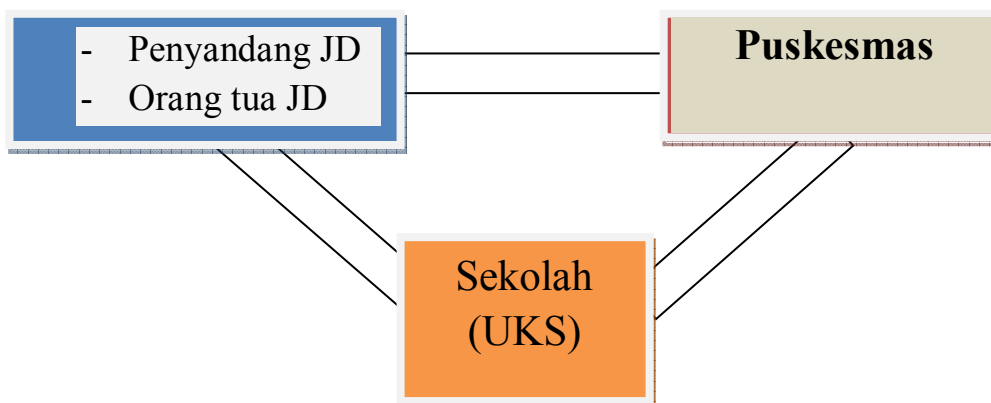 - Penyandang JD
- Orang tua JD
Puskesmas
Sekolah
(UKS)